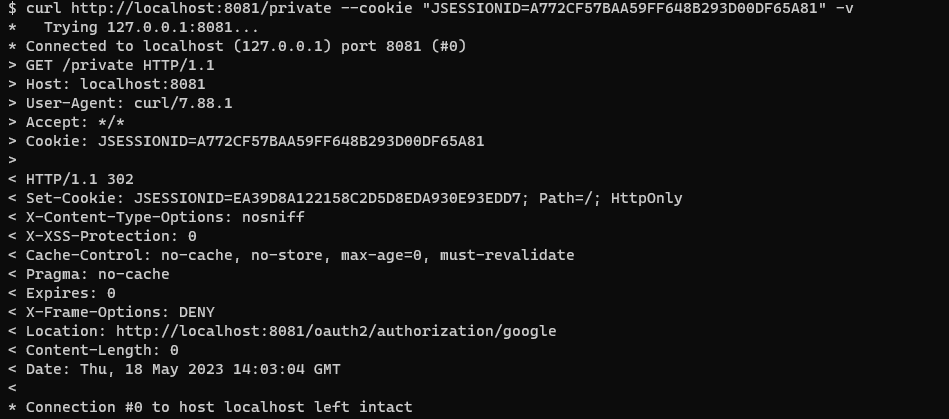 $ curl http://localhost:8081/private --cookie "JSESSIONID=A772CF57BAA59FF648B293D00DF65A81" -v
*   Trying 127.0.0.1:8081...
* Connected to localhost (127.0.0.1) port 8081 (#0)
> GET /private HTTP/1.1
> Host: localhost:8081
> User-Agent: curl/7.88.1
> Accept: */*
> Cookie: JSESSIONID=A772CF57BAA59FF648B293D00DF65A81
>
< HTTP/1.1 302
< Set-Cookie: JSESSIONID=EA39D8A122158C2D5D8EDA930E93EDD7; Path=/; HttpOnly
< X-Content-Type-Options: nosniff
< X-XSS-Protection: 0
< Cache-Control: no-cache, no-store, max-age=0, must-revalidate
< Pragma: no-cache
< Expires: 0
< X-Frame-Options: DENY
< Location: http://localhost:8081/oauth2/authorization/google
< Content-Length: 0
< Date: Thu, 18 May 2023 14:03:04 GMT
<
* Connection #0 to host localhost left intact